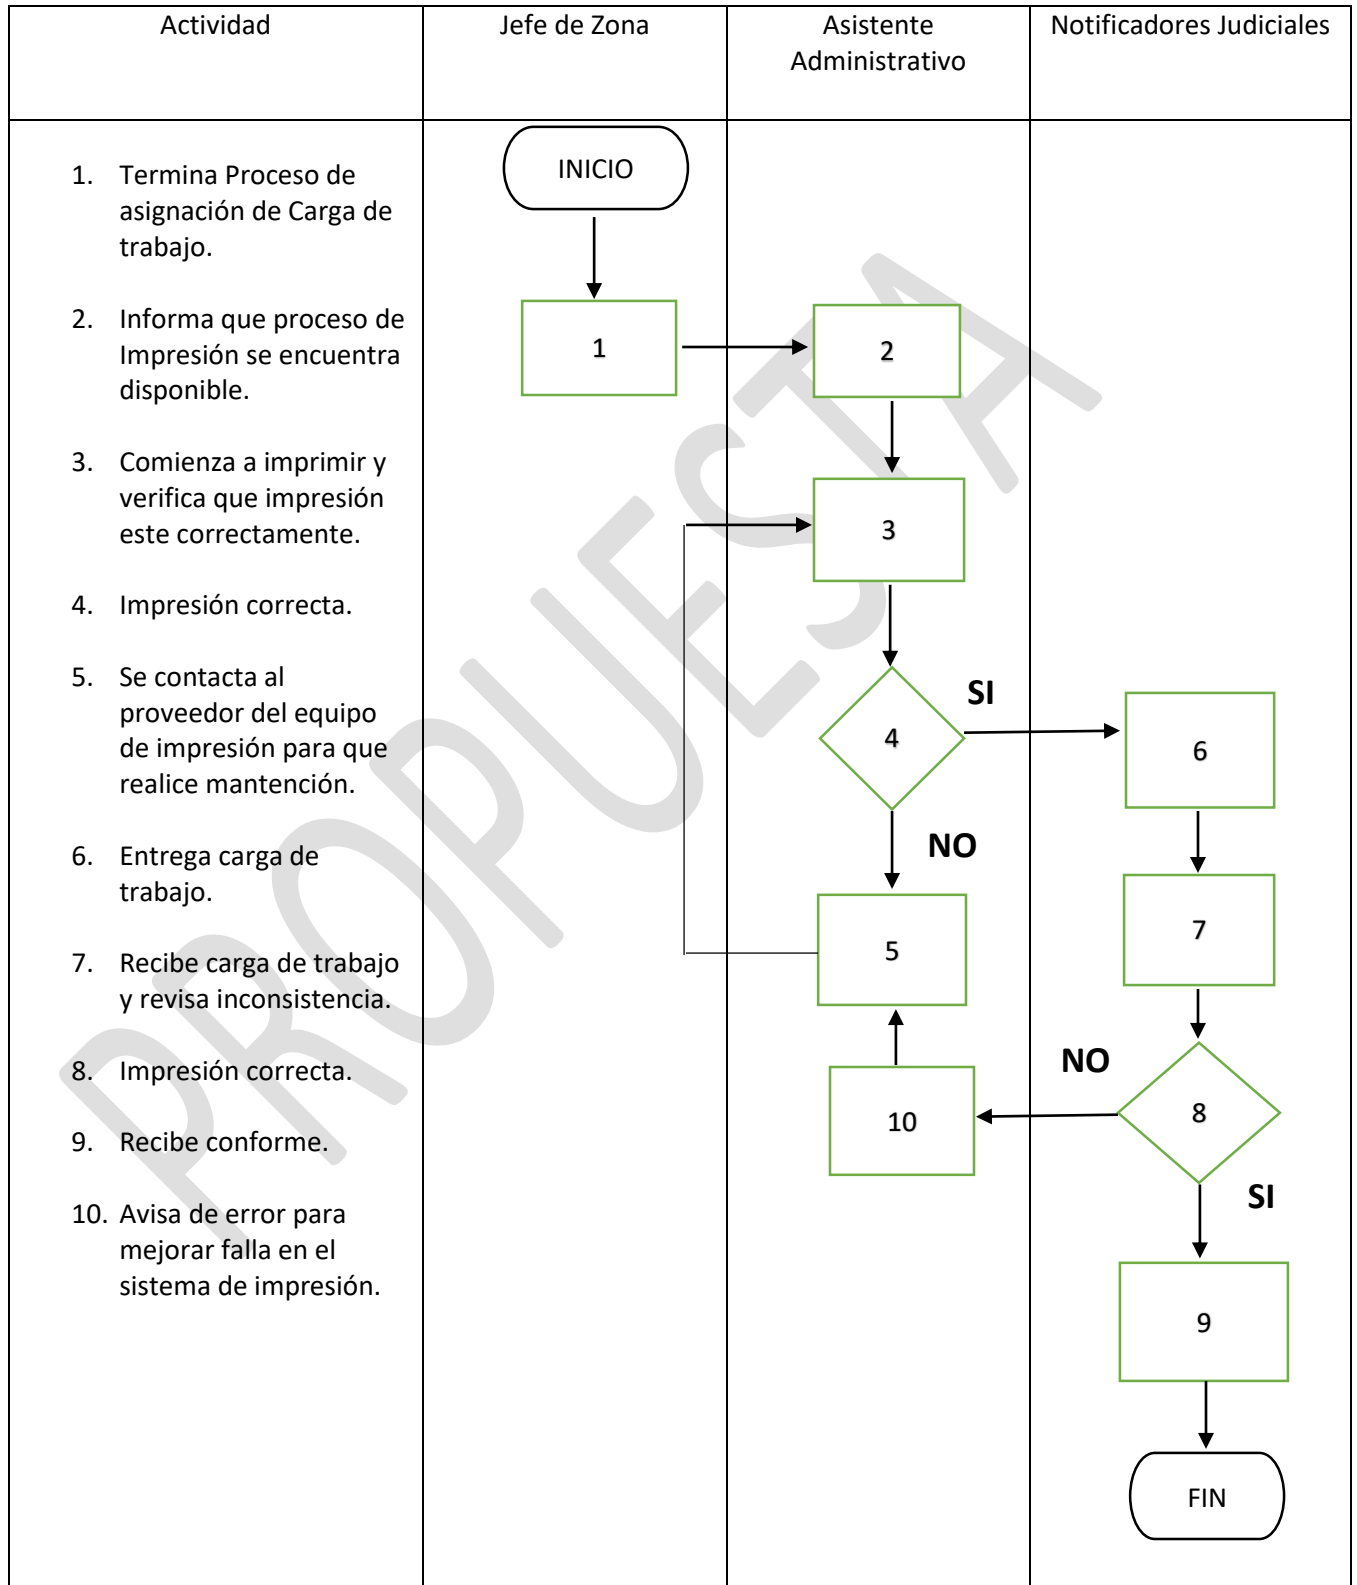 Actividad
Jefe de Zona
Asistente
Administrativo
Notificadores Judiciales
1. Termina Proceso de
asignación de Carga de
trabajo.
2. Informa que proceso de
Impresión se encuentra
disponible.
3. Comienza a imprimir y
verifica que impresión
este correctamente.
4. Impresión correcta.
5. Se contacta al
proveedor del equipo
de impresión para que
realice mantención.
6. Entrega carga de
trabajo.
7. Recibe carga de trabajo
y revisa inconsistencia.
8. Impresión correcta.
9. Recibe conforme.
10. Avisa de error para
mejorar falla en el
sistema de impresión.
INICIO
1
2
3
4
SI
NO
5
10
6
7
8
NO
SI
9
FIN
PROPUESTA